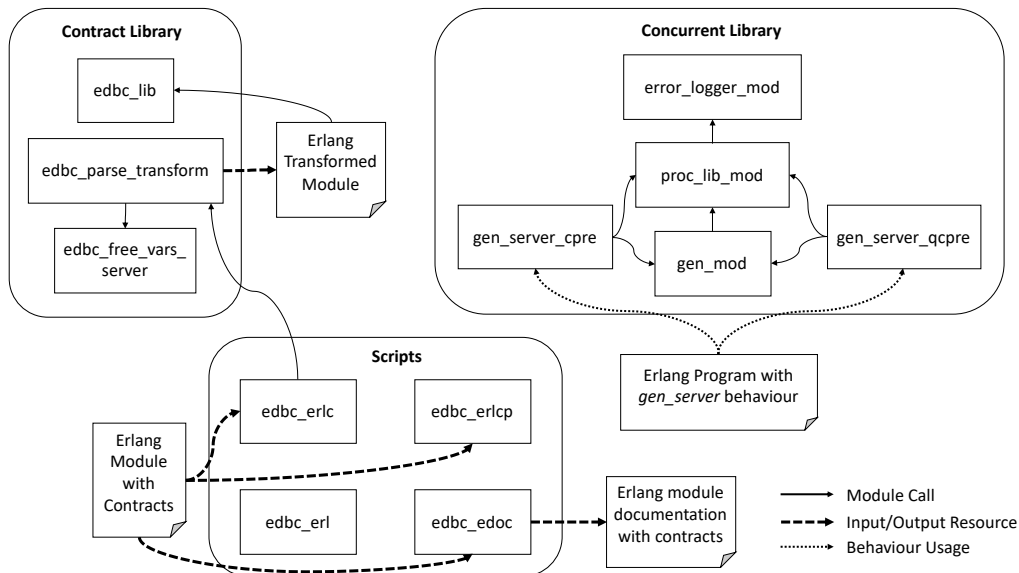 Contract Library
edbc_lib
edbc_parse_transform
edbc_free_vars_
server
Erlang
Transformed
Module
Concurrent Library
error_logger_mod
proc_lib_mod
gen_server_cpre
gen_mod
gen_server_qcpre
Erlang Program with
gen_server behaviour
Scripts
edbc_erlc
edbc_erlcp
edbc_erl
edbc_edoc
Erlang
Module
with
Contracts
Erlang module
documentation
with contracts
Module Call
Input/Output Resource
Behaviour Usage